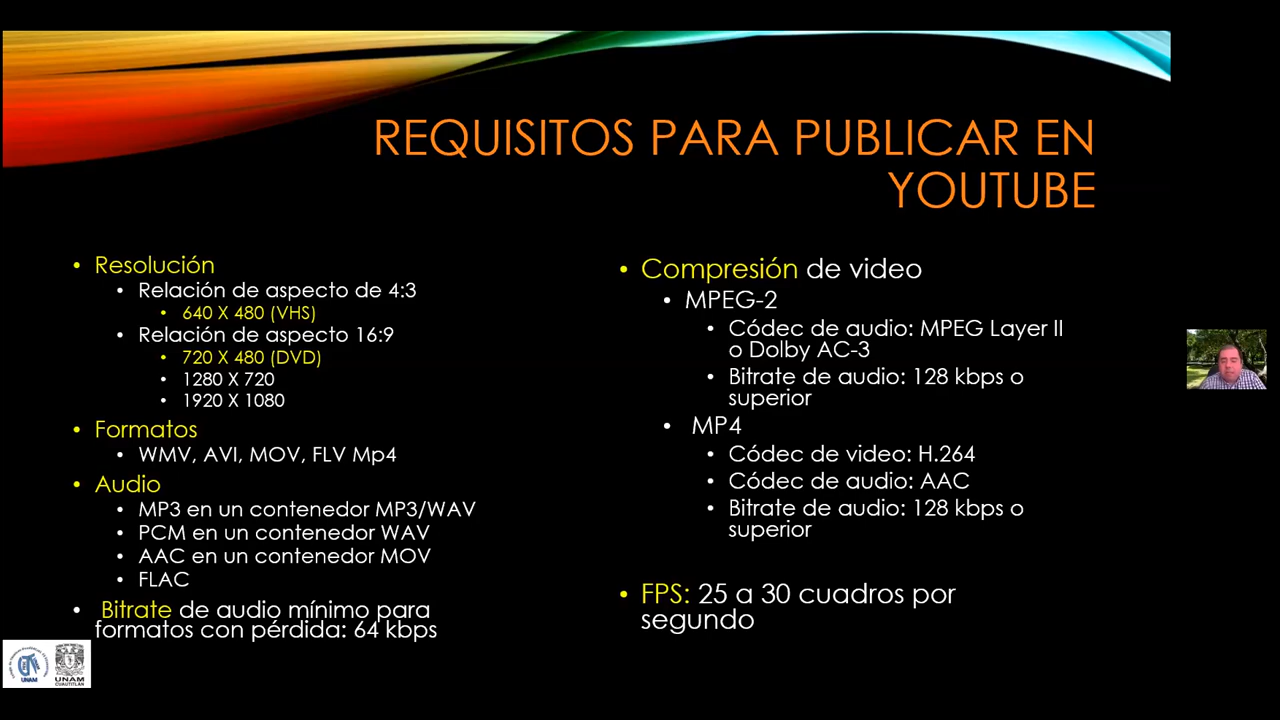 REQUISITOS PARA PUBLICAR EN
YOUTUBE
• Resolución
• Relación de aspecto de 4:3
• 640 X 480 (VHS)
• Relación de aspecto 16:9
• 720 X 480 (DVD)
• 1280 X 720
• 1920 X 1080
• Formatos
• WMV, AVI, MOV, FLV Mp4
• Audio
• MP3 en un contenedor MP3/WAV
• PCM en un contenedor WAV
• AAC en un contenedor MOV
• FLAC
• Bitrate de audio mínimo para
formatos con pérdida: 64 kbps
• Compresión de video
• MPEG-2
• Códec de audio: MPEG Layer II
o Dolby AC-3
• Bitrate de audio: 128 kbps o
superior
• MP4
• Códec de video: H.264
• Códec de audio: AAC
• Bitrate de audio: 128 kbps o
superior
• FPS: 25 a 30 cuadros por
segundo
UNAM
UNAM
CUAUTITLÁN